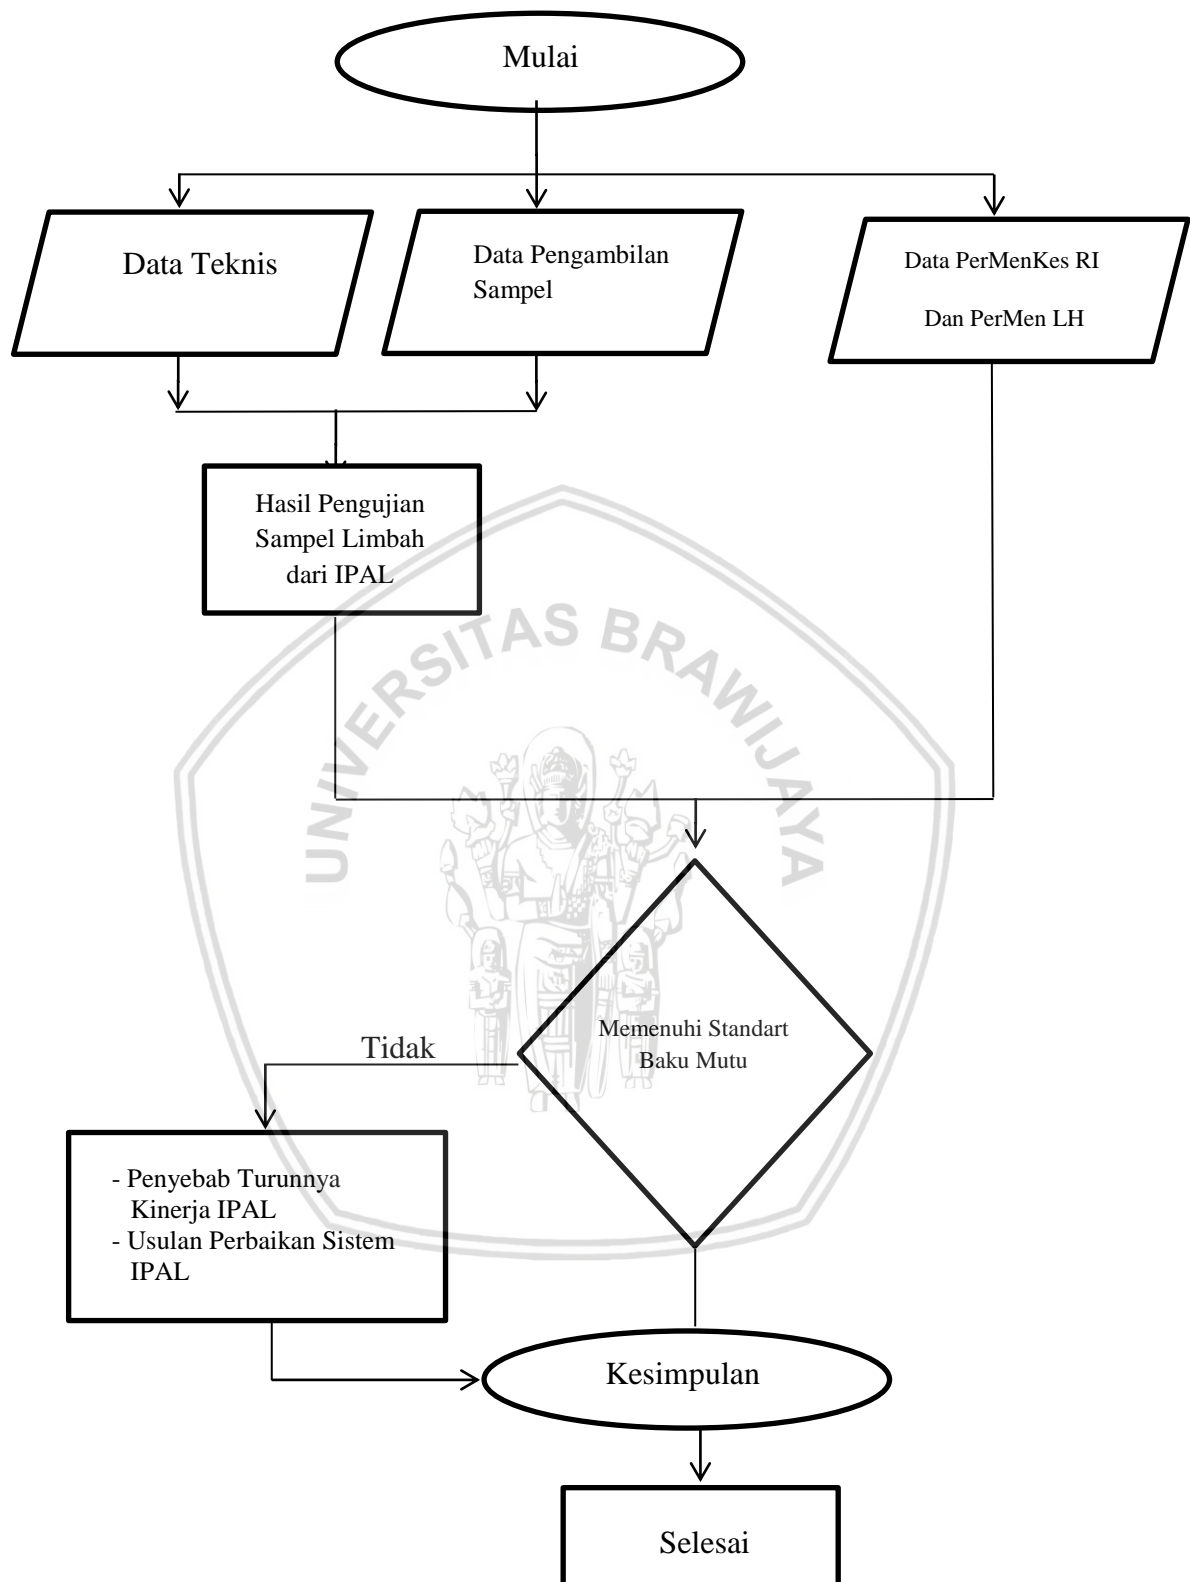 Mulai
Data Teknis
Data Pengambilan
Sampel
Data PerMenKes RI
Dan PerMen LH
Hasil Pengujian
Sampel Limbah
dari IPAL
UNIVERSITAS BRAWIJAYA
Memenuhi Standart
Baku Mutu
Tidak
- Penyebab Turunnya
Kinerja IPAL
- Usulan Perbaikan Sistem
IPAL
Kesimpulan
Selesai